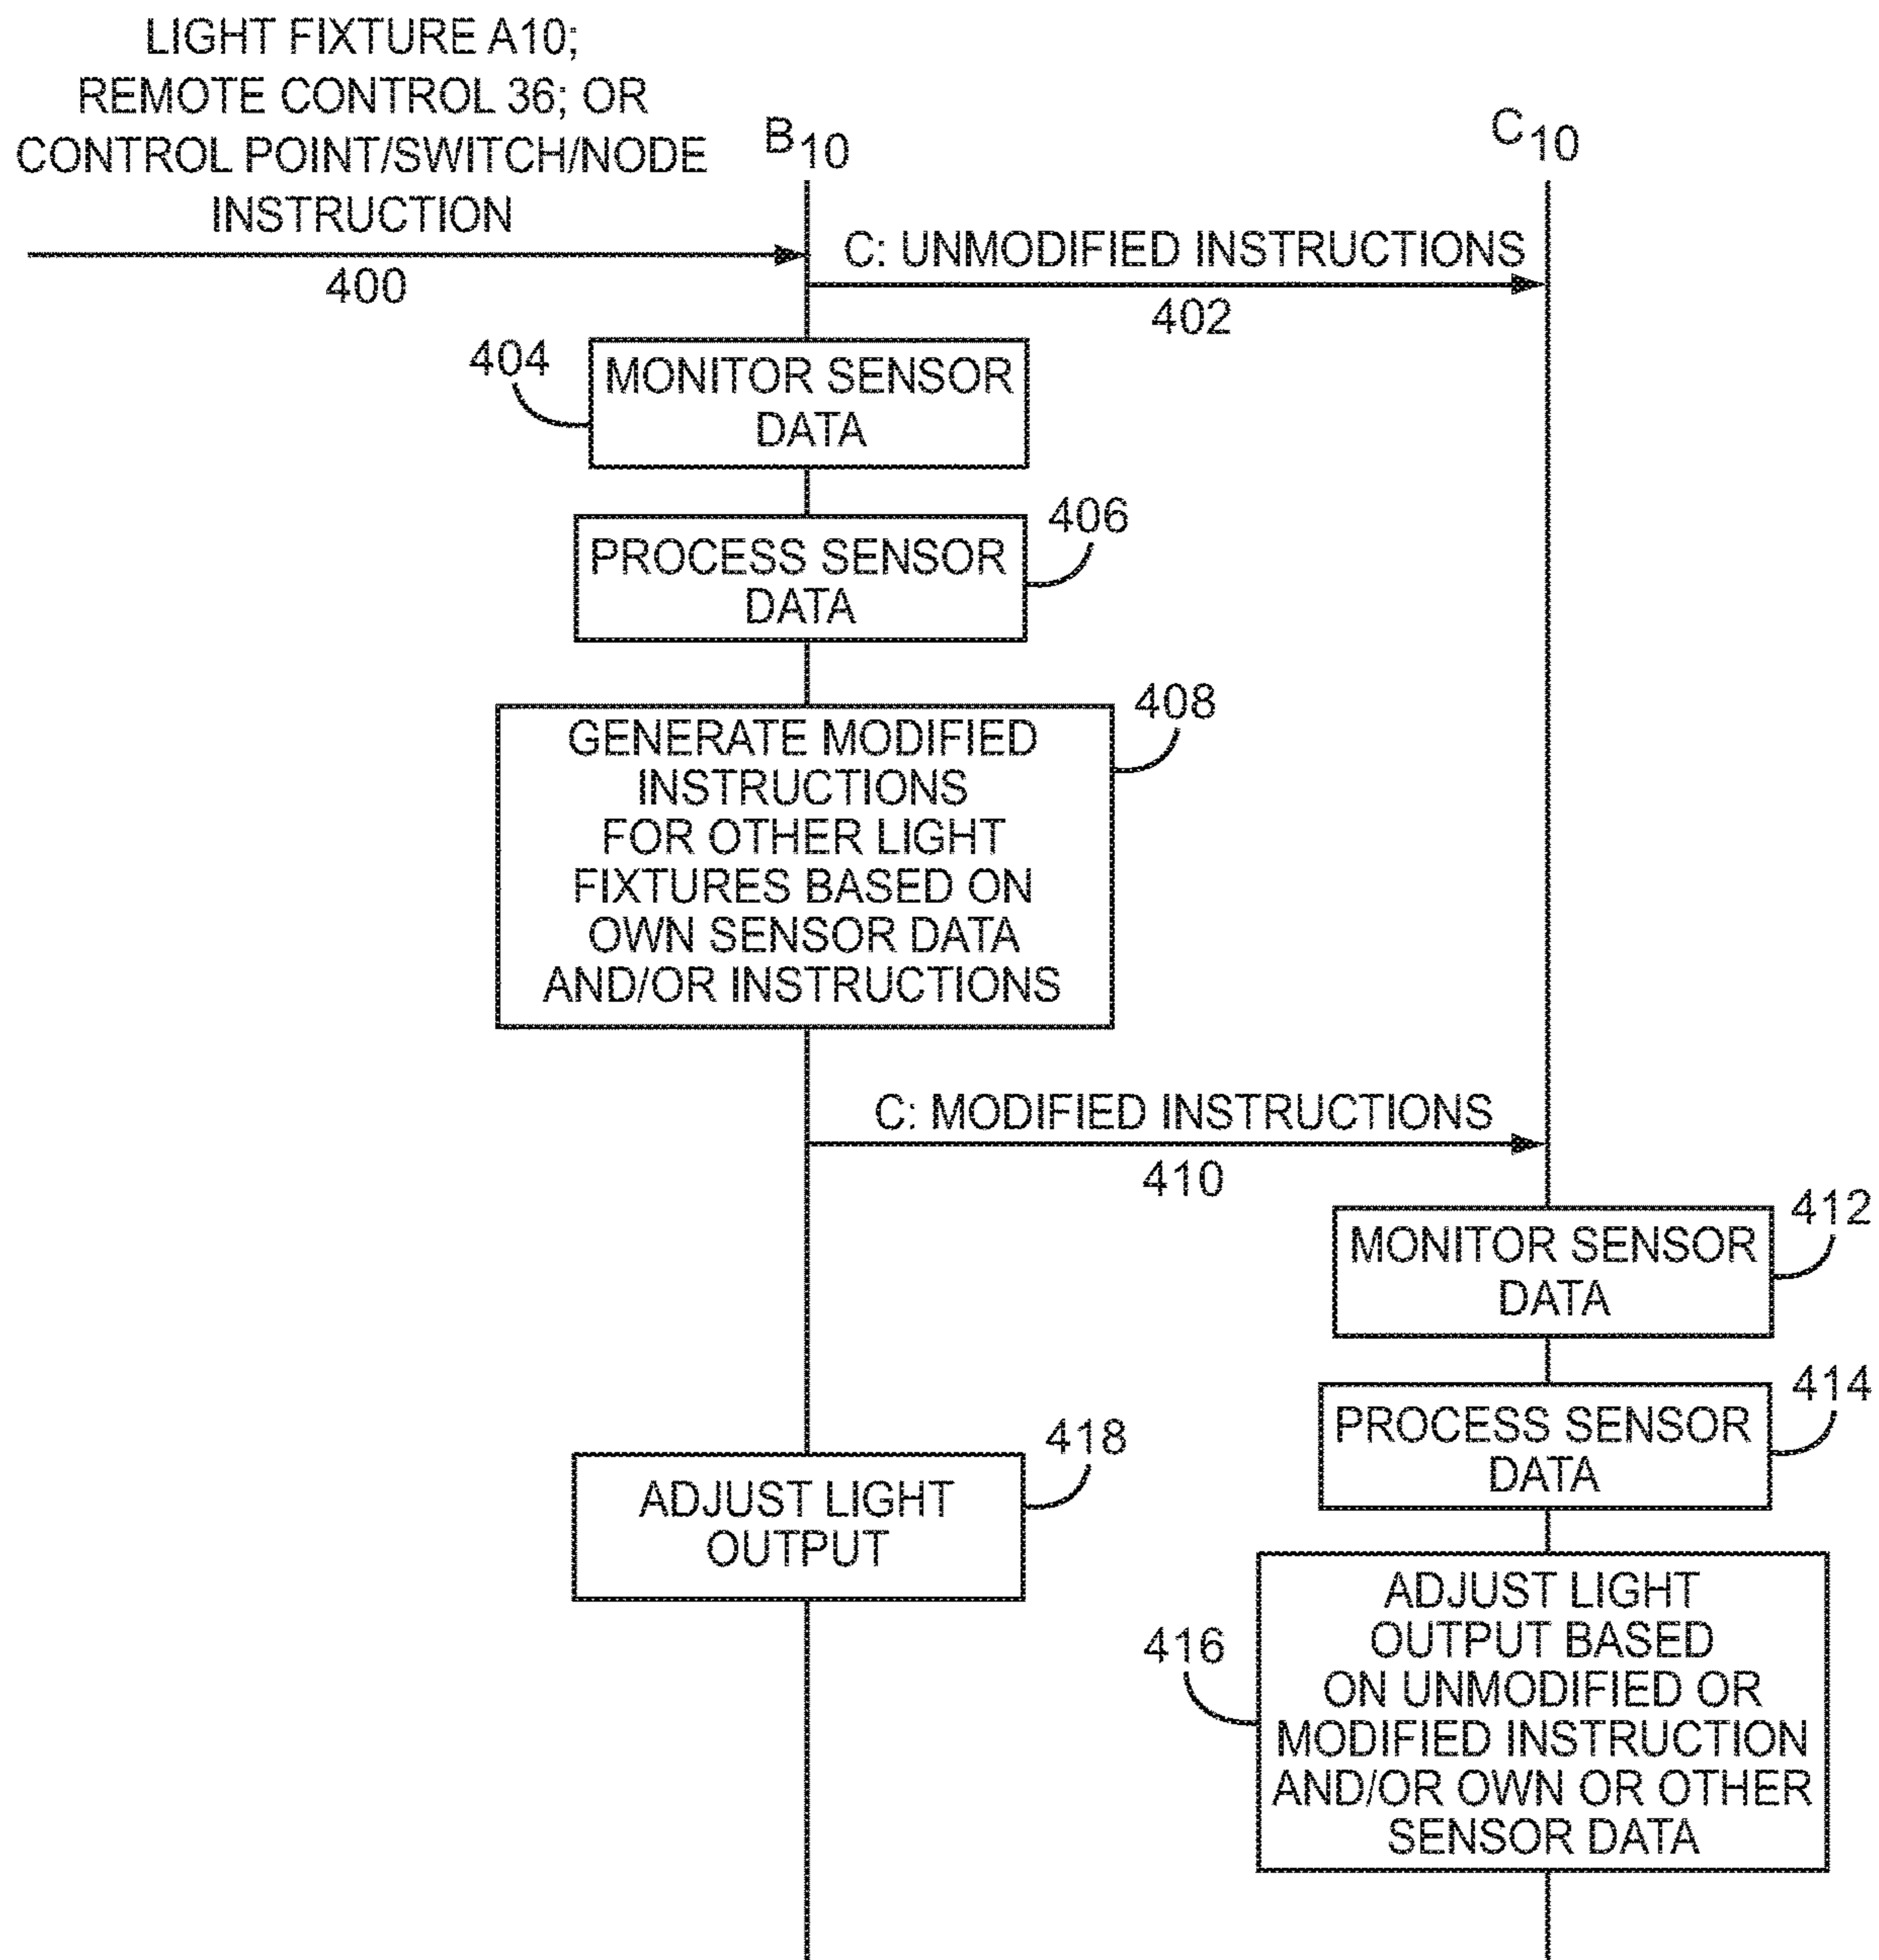 LIGHT FIXTURE A10;
REMOTE CONTROL 36; OR
CONTROL POINT/SWITCH/NODE
INSTRUCTION
400
B10
C10
C: UNMODIFIED INSTRUCTIONS
402
404
MONITOR SENSOR
DATA
406
PROCESS SENSOR
DATA
408
GENERATE MODIFIED
INSTRUCTIONS
FOR OTHER LIGHT
FIXTURES BASED ON
OWN SENSOR DATA
AND/OR INSTRUCTIONS
C: MODIFIED INSTRUCTIONS
410
412
MONITOR SENSOR
DATA
414
PROCESS SENSOR
DATA
418
ADJUST LIGHT
OUTPUT
416
ADJUST LIGHT
OUTPUT BASED
ON UNMODIFIED OR
MODIFIED INSTRUCTION
AND/OR OWN OR OTHER
SENSOR DATA